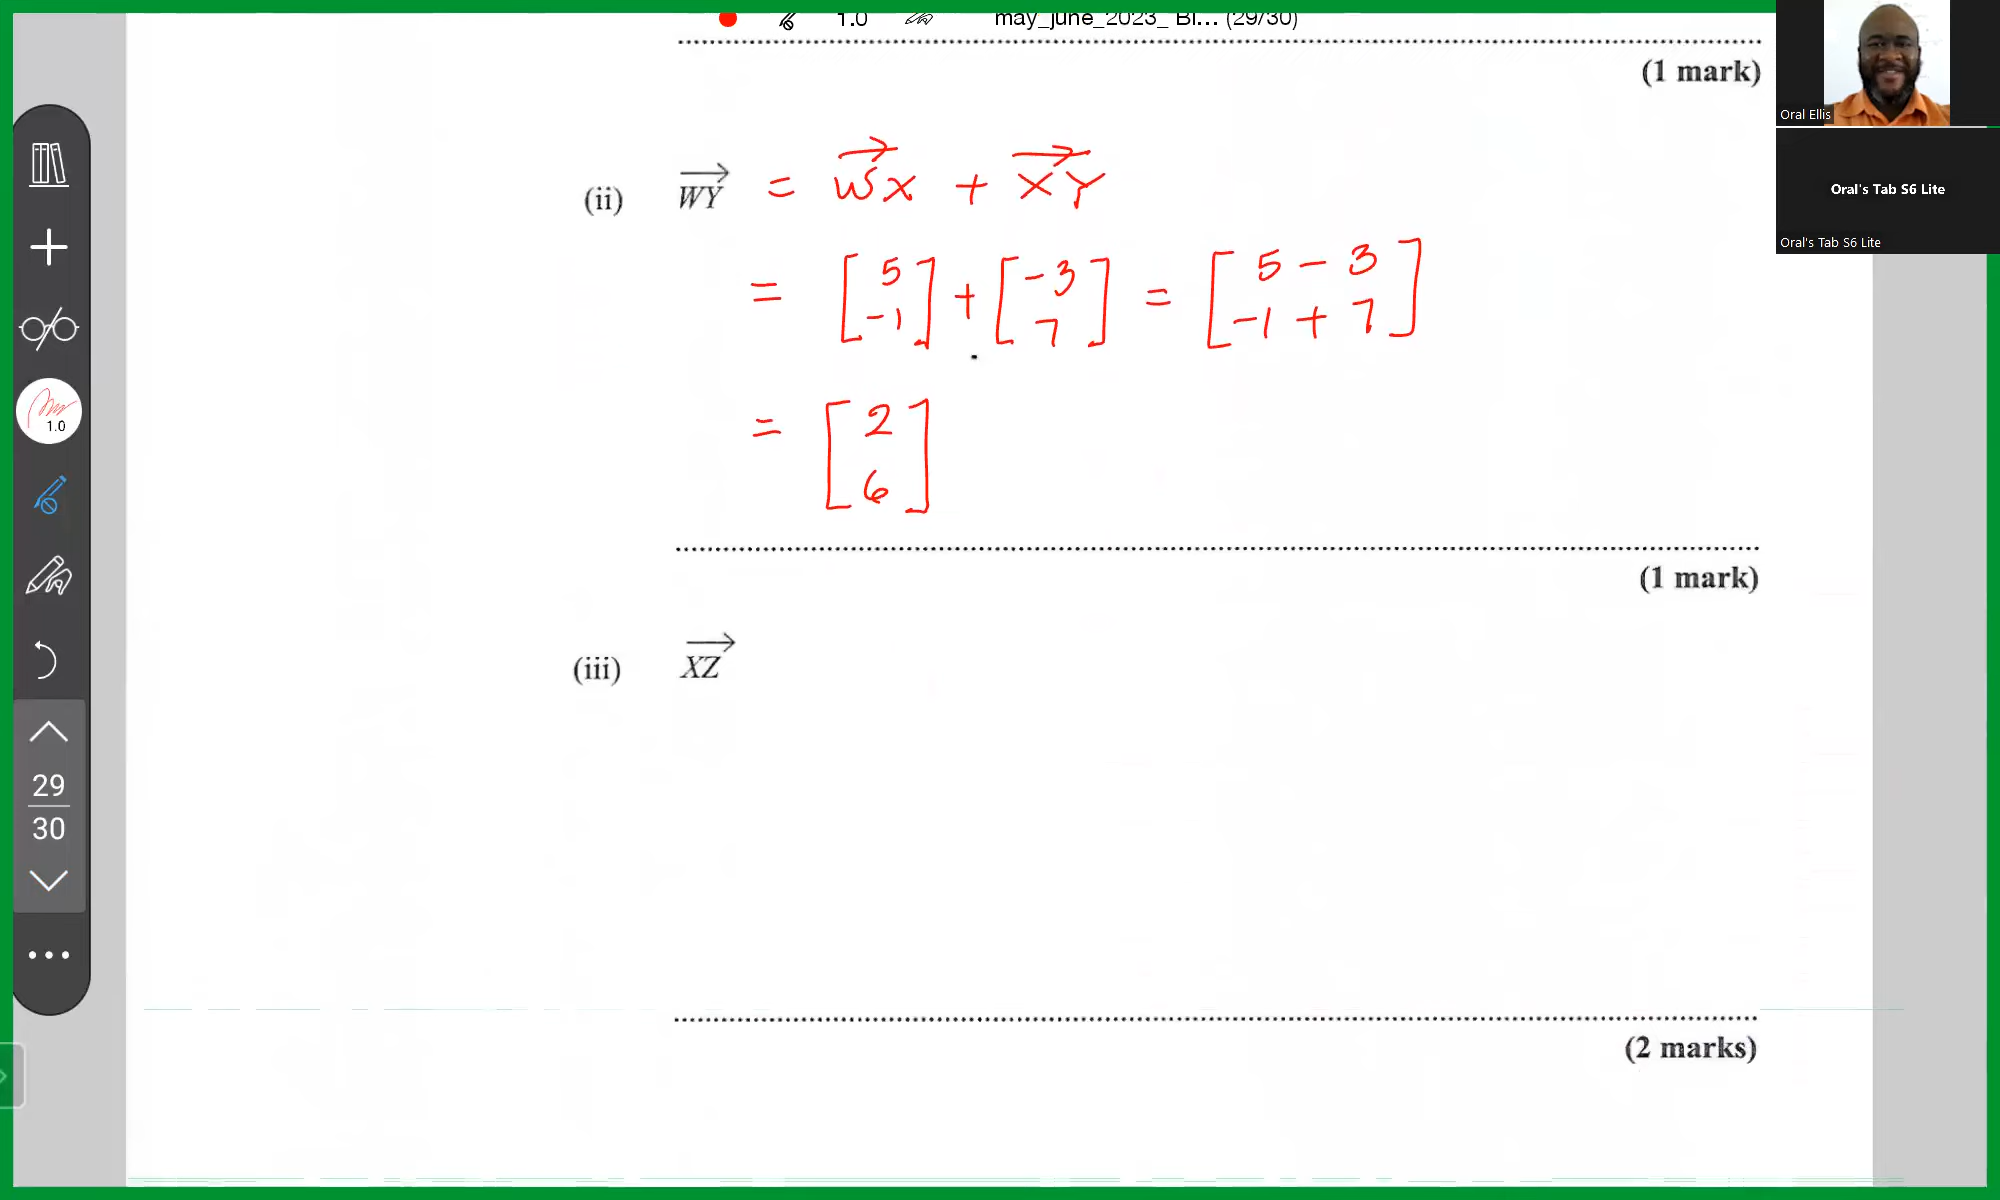 1.0 may_june_2023_ Bl... (29/30)
(1 mark)
Oral Ellis
Oral's Tab S6 Lite
Oral's Tab S6 Lite
(ii) WY = WX + XY
= [5 -1] + [-3 7] = [5 - 3 -1 + 7]
= [2 6]
(1 mark)
(iii) XZ
(2 marks)
1.0
29
30